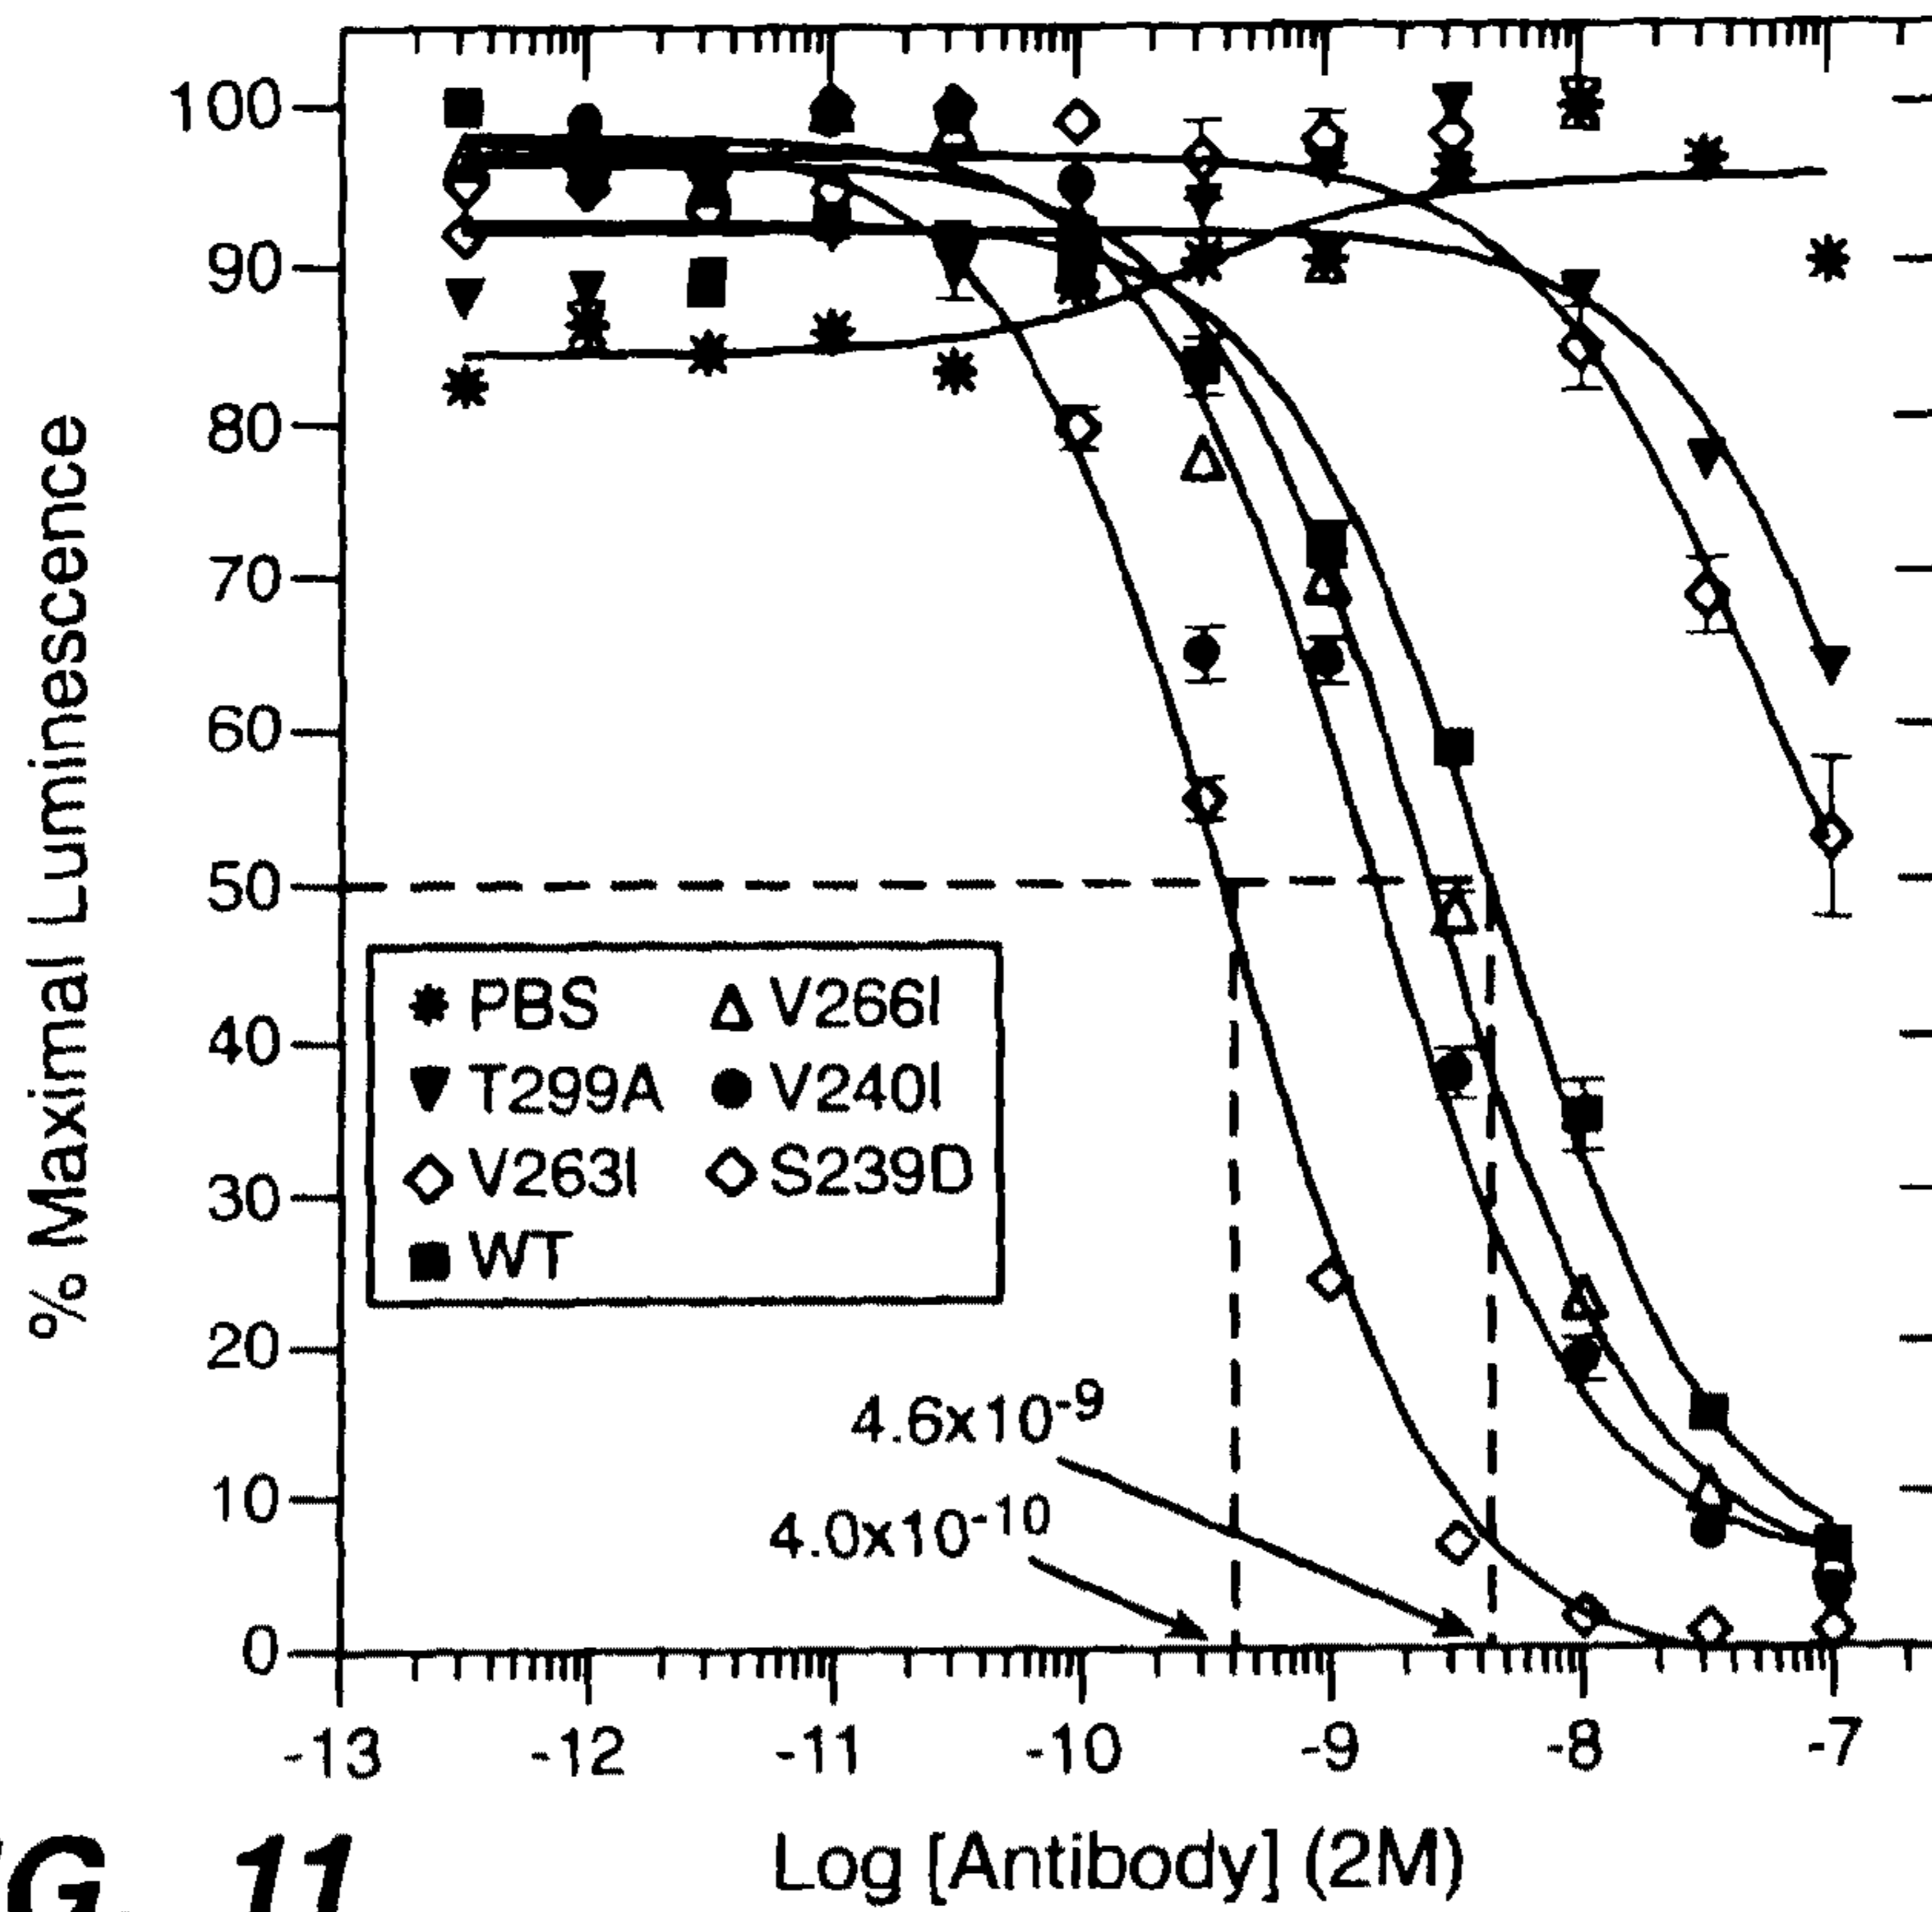 100
90
80
70
60
50
40
30
20
10
0
% Maximal Luminescence
PBS
V266I
T299A
V240I
V263I
S239D
WT
4.6x10-9
4.0x10-10
-13 -12 -11 -10 -9 -8 -7
Log [Antibody] (2M)
G. 11